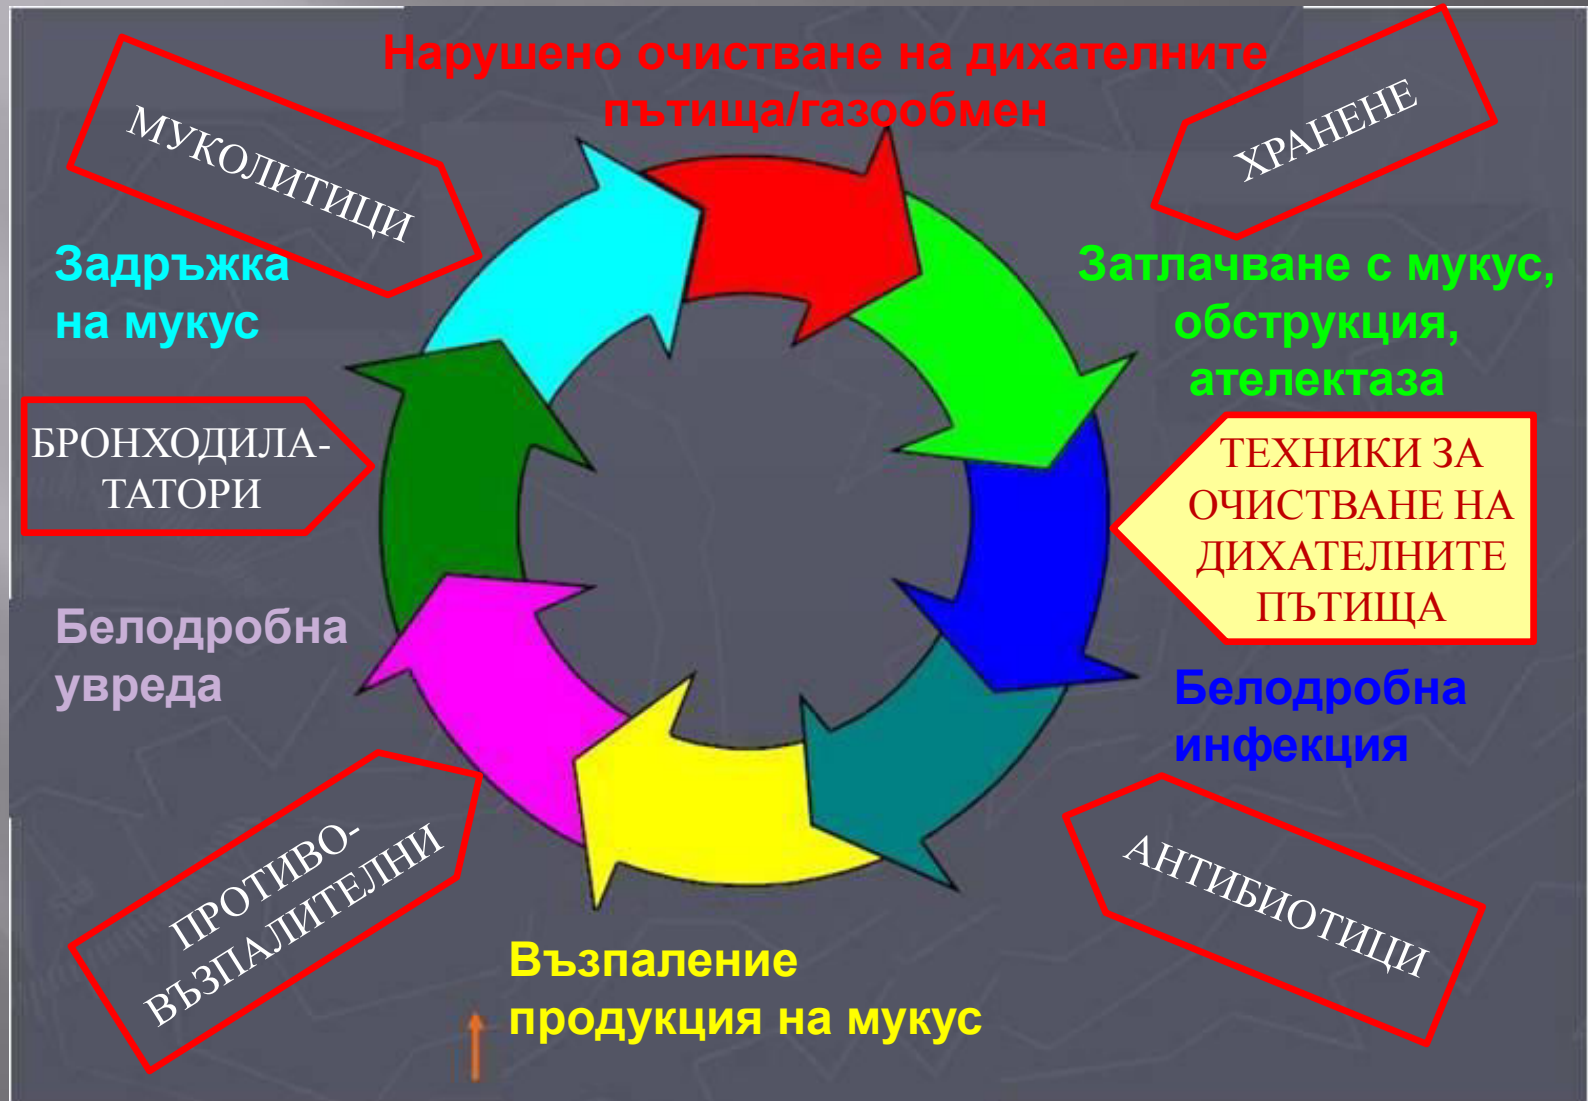 Нарушено очистване на дихателните
пътища/газообмен
МУКОЛИТИЦИ
ХРАНЕНЕ
Задръжка
на мукус
Затлачване с мукус,
обструкция,
ателектаза
БРОНХОДИЛА-
ТАТОРИ
ТЕХНИКИ ЗА
ОЧИСТВАНЕ НА
ДИХАТЕЛНИТЕ
ПЪТИЩА
Белодробна
увреда
Белодробна
инфекция
ПРОТИВО-
ВЪЗПАЛИТЕЛНИ
АНТИБИОТИЦИ
Възпаление
продукция на мукус